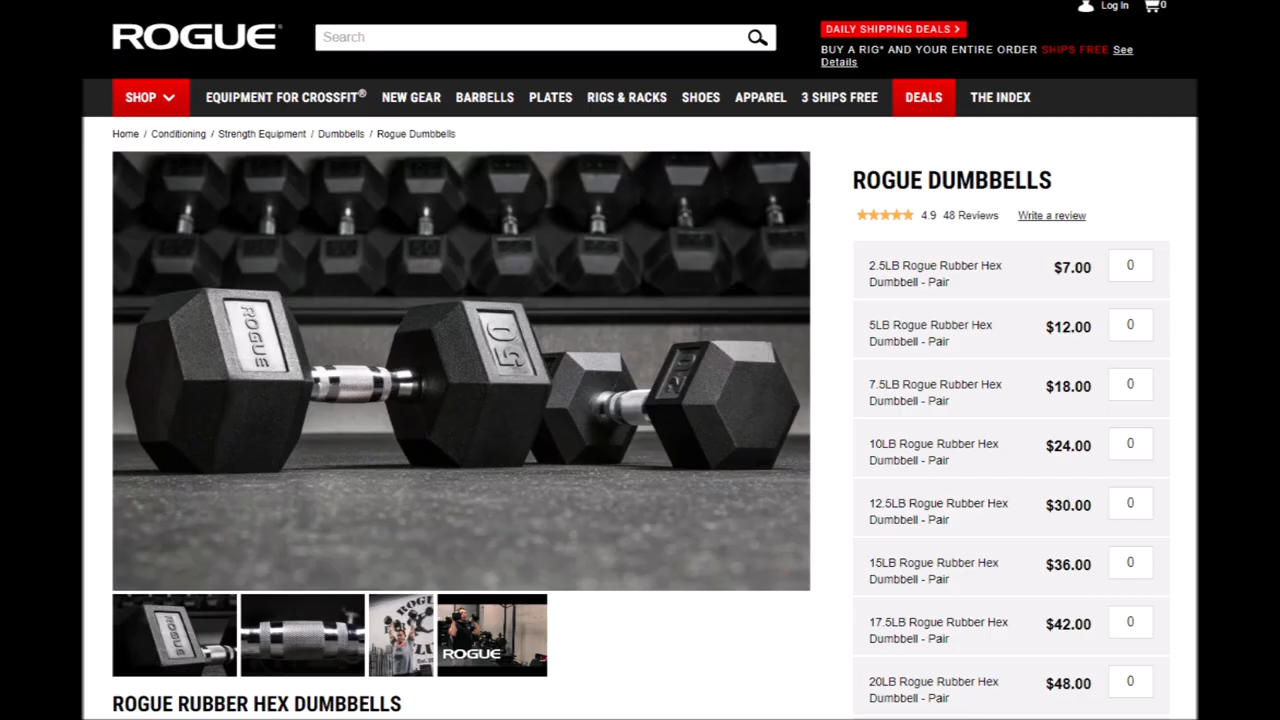 Log In 0
ROGUE®
Search
DAILY SHIPPING DEALS >
BUY A RIG* AND YOUR ENTIRE ORDER SHIPS FREE See
Details
SHOP EQUIPMENT FOR CROSSFIT® NEW GEAR BARBELLS PLATES RIGS & RACKS SHOES APPAREL 3 SHIPS FREE DEALS THE INDEX
Home / Conditioning / Strength Equipment / Dumbbells / Rogue Dumbbells
ROGUE
50
20
ROGUE
ROGUE
ROGUE
ROGUE RUBBER HEX DUMBBELLS
ROGUE DUMBBELLS
4.9 48 Reviews Write a review
2.5LB Rogue Rubber Hex $7.00 0
Dumbbell - Pair
5LB Rogue Rubber Hex $12.00 0
Dumbbell - Pair
7.5LB Rogue Rubber Hex $18.00 0
Dumbbell - Pair
10LB Rogue Rubber Hex $24.00 0
Dumbbell - Pair
12.5LB Rogue Rubber Hex $30.00 0
Dumbbell - Pair
15LB Rogue Rubber Hex $36.00 0
Dumbbell - Pair
17.5LB Rogue Rubber Hex $42.00 0
Dumbbell - Pair
20LB Rogue Rubber Hex $48.00 0
Dumbbell - Pair